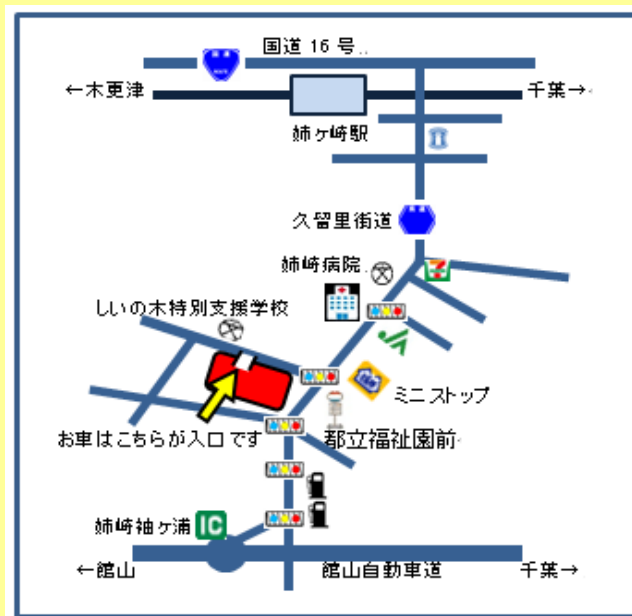 国道 16 号..
←木更津
千葉→
姉ヶ崎駅
久留里街道
姉崎病院.
しいの木特別支援学校
ミニストップ
お車はこちらが入口です
都立福祉園前
姉崎袖ヶ浦
IC
←館山
館山自動車道
千葉→